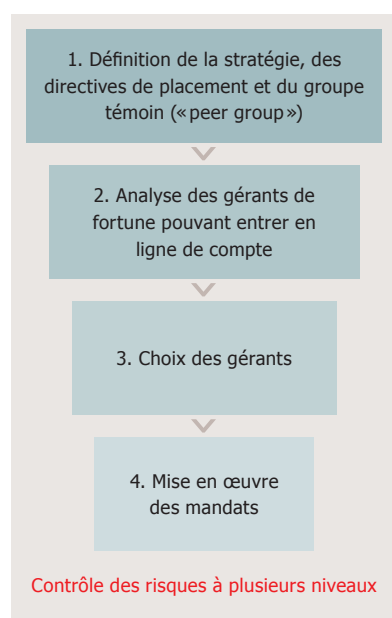 1. Définition de la stratégie, des
directives de placement et du groupe
témoin («peer group»)
2. Analyse des gérants de
fortune pouvant entrer en
ligne de compte
3. Choix des gérants
4. Mise en œuvre
des mandats
Contrôle des risques à plusieurs niveaux